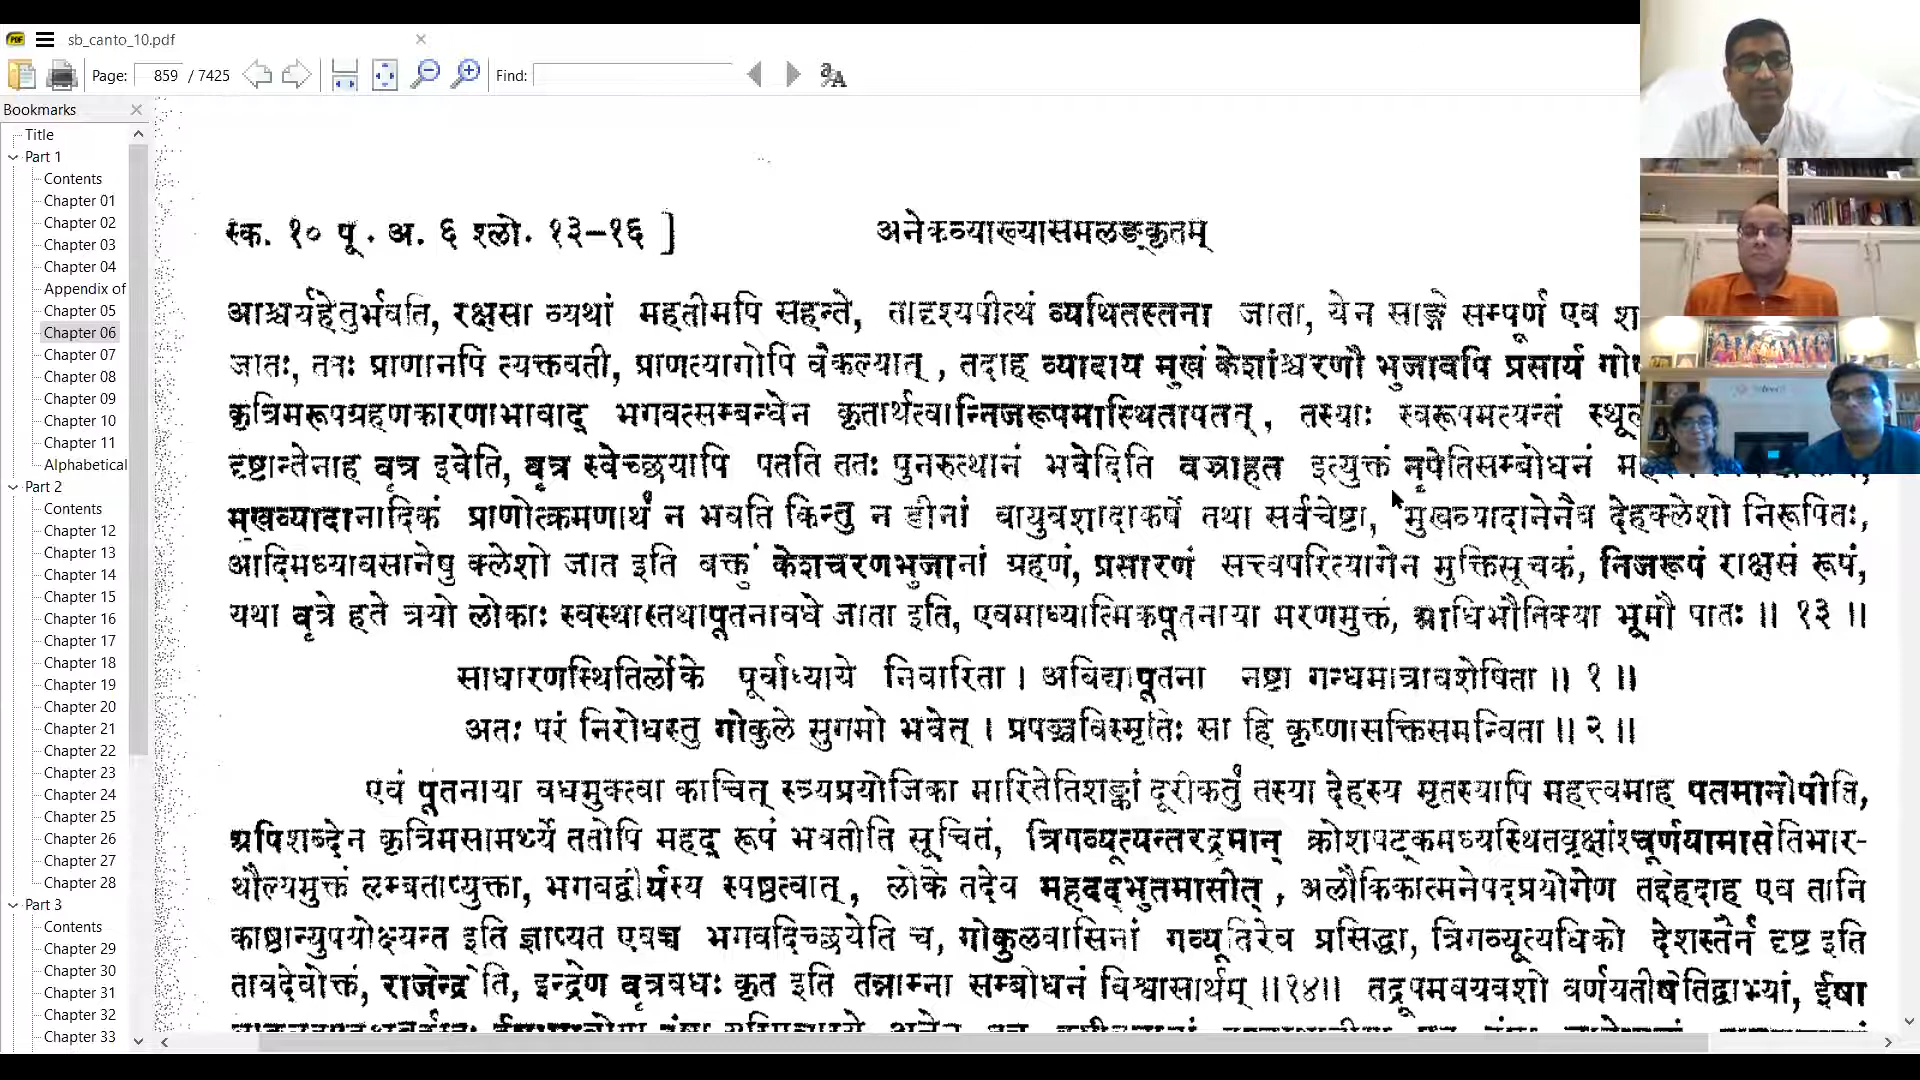 sb_canto_10.pdf
Page: 859 / 7425 Find:
Bookmarks
Title
Part 1
Contents
Chapter 01
Chapter 02
Chapter 03
Chapter 04
Appendix of
Chapter 05
Chapter 06
Chapter 07
Chapter 08
Chapter 09
Chapter 10
Chapter 11
Alphabetical
Part 2
Contents
Chapter 12
Chapter 13
Chapter 14
Chapter 15
Chapter 16
Chapter 17
Chapter 18
Chapter 19
Chapter 20
Chapter 21
Chapter 22
Chapter 23
Chapter 24
Chapter 25
Chapter 26
Chapter 27
Chapter 28
Part 3
Contents
Chapter 29
Chapter 30
Chapter 31
Chapter 32
Chapter 33
स्क. १० पू. अ. ६ श्लो. १३–१६ ] अनेकव्याख्यासमलङ्कृतम्
आश्चर्यहेतुर्भवति, रक्षसा व्यथां महतीमपि सहन्ते, तादृश्यपीत्थं व्यथितस्तना जाता, येन साङ्गे सम्पूर्ण एव
जातः, ततः प्राणानपि त्यक्तवती, प्राणत्यागोपि वैकल्यात्, तदाह व्यादाय मुखं केशांश्चरणौ भुजावपि प्रसार्य
कृत्रिमरूपग्रहणकारणाभावाद् भगवत्सम्बन्धेन कृतार्थत्वान्निजरूपमास्थितापतत्, तस्याः स्वरूपमत्यन्तं
दृष्टान्तेनाह वृत्र इवेति, वृत्र स्वेच्छयापि पतति ततः पुनरुत्थानं भवेदिति वज्राहत इत्युक्तं नृपेतिसम्बोधनं
मुखव्यादानादिकं प्राणोत्क्रमणार्थं न भवति किन्तु न डीनां वायुवशादाकर्षे तथा सर्वचेष्टा, मुखव्यादानेनैव देहक्लेशो निरूपितः,
आदिमध्यावसानेषु क्लेशो जात इति वक्तुं केशचरणभुजानां ग्रहणं, प्रसारणं सत्त्वपरित्यागेन मुक्तिसूचकं, निजरूपं राक्षसं रूपं,
यथा वृत्रे हते त्रयो लोकाः स्वस्थास्तथापूतनावधे जाता इति, एवमाध्यात्मिकपूतनाया मरणमुक्तं, आधिभौतिक्या भूमौ पातः ॥ १३ ॥
साधारणस्थितिर्लोके पूर्वाध्याये निवारिता । अविद्यापूतना नष्टा गन्धमात्रावशेषिता ॥ १ ॥
अतः परं निरोधस्तु गोकुले सुगमो भवेत् । प्रपञ्चविस्मृतिः सा हि कृष्णासक्तिसमन्विता ॥ २ ॥
एवं पूतनाया वधमुक्त्वा काचित् स्त्र्यप्रयोजिका मारितेतिशङ्कां दूरीकर्तुं तस्या देहस्य मृतस्यापि महत्त्वमाह पतमानोपीति,
अपिशब्देन कृत्रिमसामर्थ्ये ततोपि महद् रूपं भवतीति सूचितं, त्रिगव्यूत्यन्तरद्रुमान् क्रोशषट्कमध्यस्थितवृक्षांश्चूर्णयामासेतिभार-
थौल्यमुक्तं लम्बताप्युक्ता, भगवद्वीर्यस्य स्पष्टत्वात्, लोके तदेव महदद्भुतमासीत्, अलौकिकात्मनेपदप्रयोगेण तद्देहदाह एव तानि
काष्ठान्युपयोक्ष्यन्त इति ज्ञाप्यत एवञ्च भगवदिच्छयेति च, गोकुलवासिनां गव्यूतिरेव प्रसिद्धा, त्रिगव्यूत्यधिको देशस्तैर्न दृष्ट इति
तावदेवोक्तं, राजेन्द्रेति, इन्द्रेण वृत्रवधः कृत इति तन्नाम्ना सम्बोधनं विश्वासार्थम् ॥१४॥ तद्रूपमवयवशो वर्णयतीषेतिद्वाभ्यां, ईषा